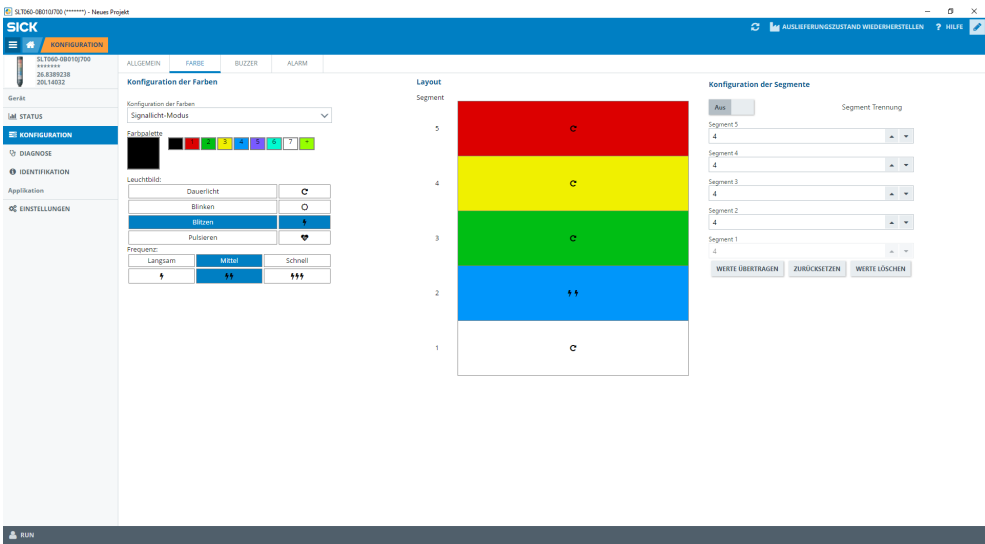 SLT060-0B010J700 (*******) - Neues Projekt
SICK
AUSLIEFERUNGSZUSTAND WIEDERHERSTELLEN
? HILFE
KONFIGURATION
SLT060-0B010J700
*******
26.8389238
20L14032
Gerät
STATUS
KONFIGURATION
DIAGNOSE
IDENTIFIKATION
Applikation
EINSTELLUNGEN
ALLGEMEIN FARBE BUZZER ALARM
Konfiguration der Farben
Konfiguration der Farben
Signallicht-Modus
Farbpalette
1 2 3 4 5 6 7 *
Leuchtbild:
Dauerlicht
Blinken
Blitzen
Pulsieren
Frequenz:
Langsam Mittel Schnell
Layout
Segment
5
4
3
2
1
Konfiguration der Segmente
Aus
Segment Trennung
Segment 5
4
Segment 4
4
Segment 3
4
Segment 2
4
Segment 1
4
WERTE ÜBERTRAGEN ZURÜCKSETZEN WERTE LÖSCHEN
RUN